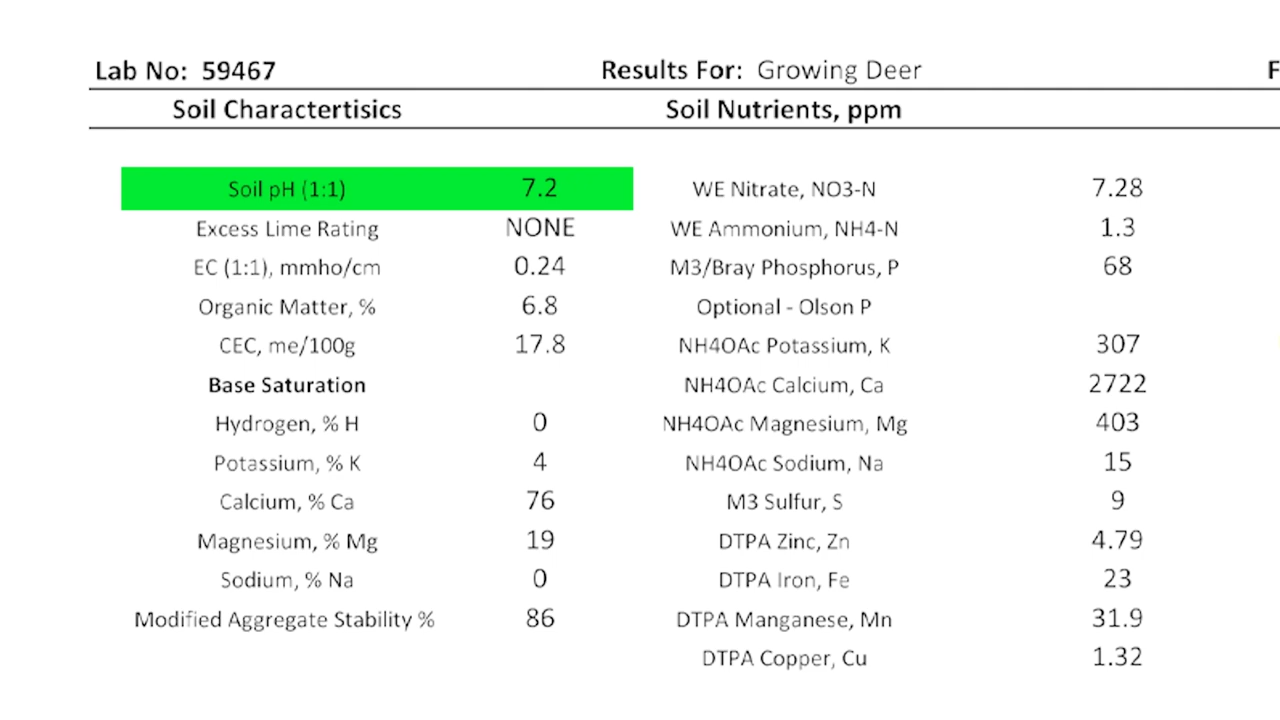 Lab No: 59467 Results For: Growing Deer F
Soil Charactertisics Soil Nutrients, ppm
Soil pH (1:1) 7.2 WE Nitrate, NO3-N 7.28
Excess Lime Rating NONE WE Ammonium, NH4-N 1.3
EC (1:1), mmho/cm 0.24 M3/Bray Phosphorus, P 68
Organic Matter, % 6.8 Optional - Olson P
CEC, me/100g 17.8 NH4OAc Potassium, K 307
Base Saturation NH4OAc Calcium, Ca 2722
Hydrogen, % H 0 NH4OAc Magnesium, Mg 403
Potassium, % K 4 NH4OAc Sodium, Na 15
Calcium, % Ca 76 M3 Sulfur, S 9
Magnesium, % Mg 19 DTPA Zinc, Zn 4.79
Sodium, % Na 0 DTPA Iron, Fe 23
Modified Aggregate Stability % 86 DTPA Manganese, Mn 31.9
DTPA Copper, Cu 1.32